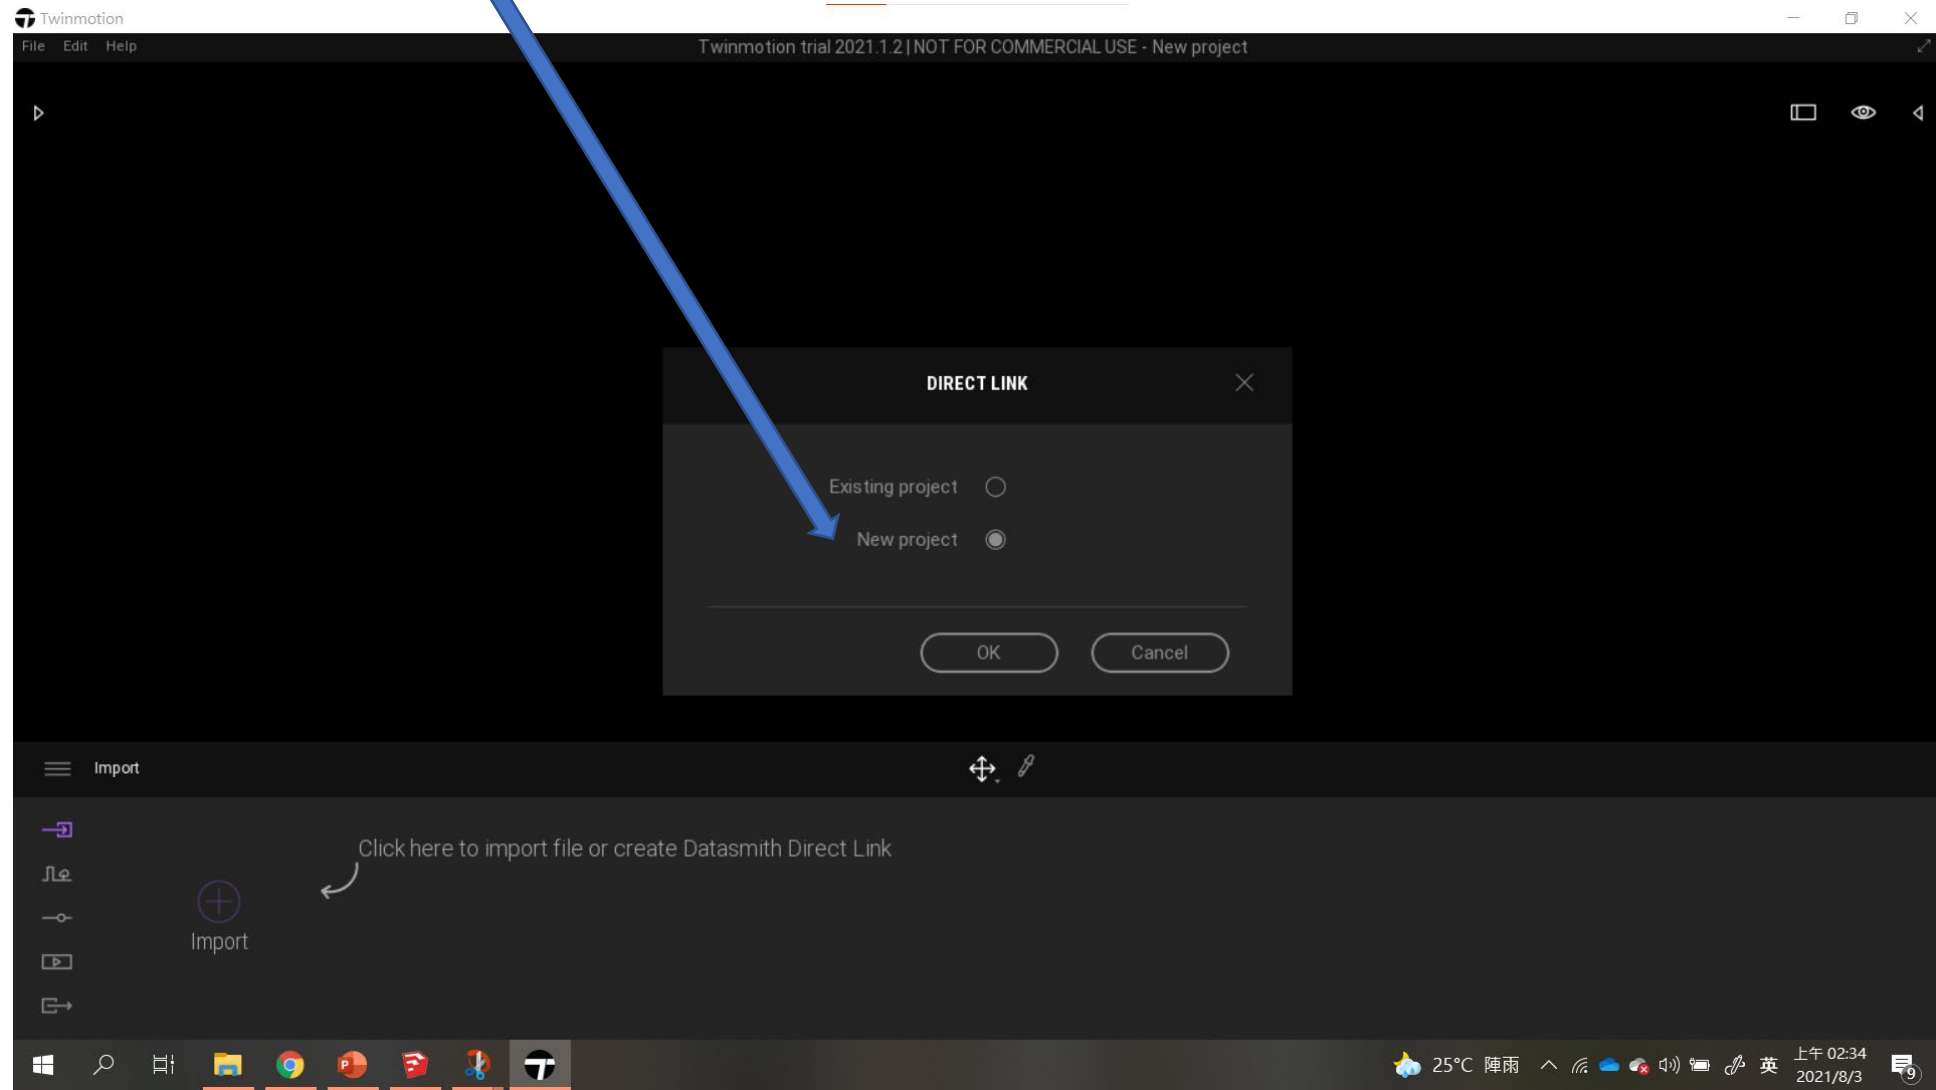 Twinmotion
File Edit Help
Twinmotion trial 2021.1.2 | NOT FOR COMMERCIAL USE - New project
DIRECT LINK
Existing project
New project
OK Cancel
Import
Click here to import file or create Datasmith Direct Link
Import
25°C 陣雨
英
上午 02:34
2021/8/3
9